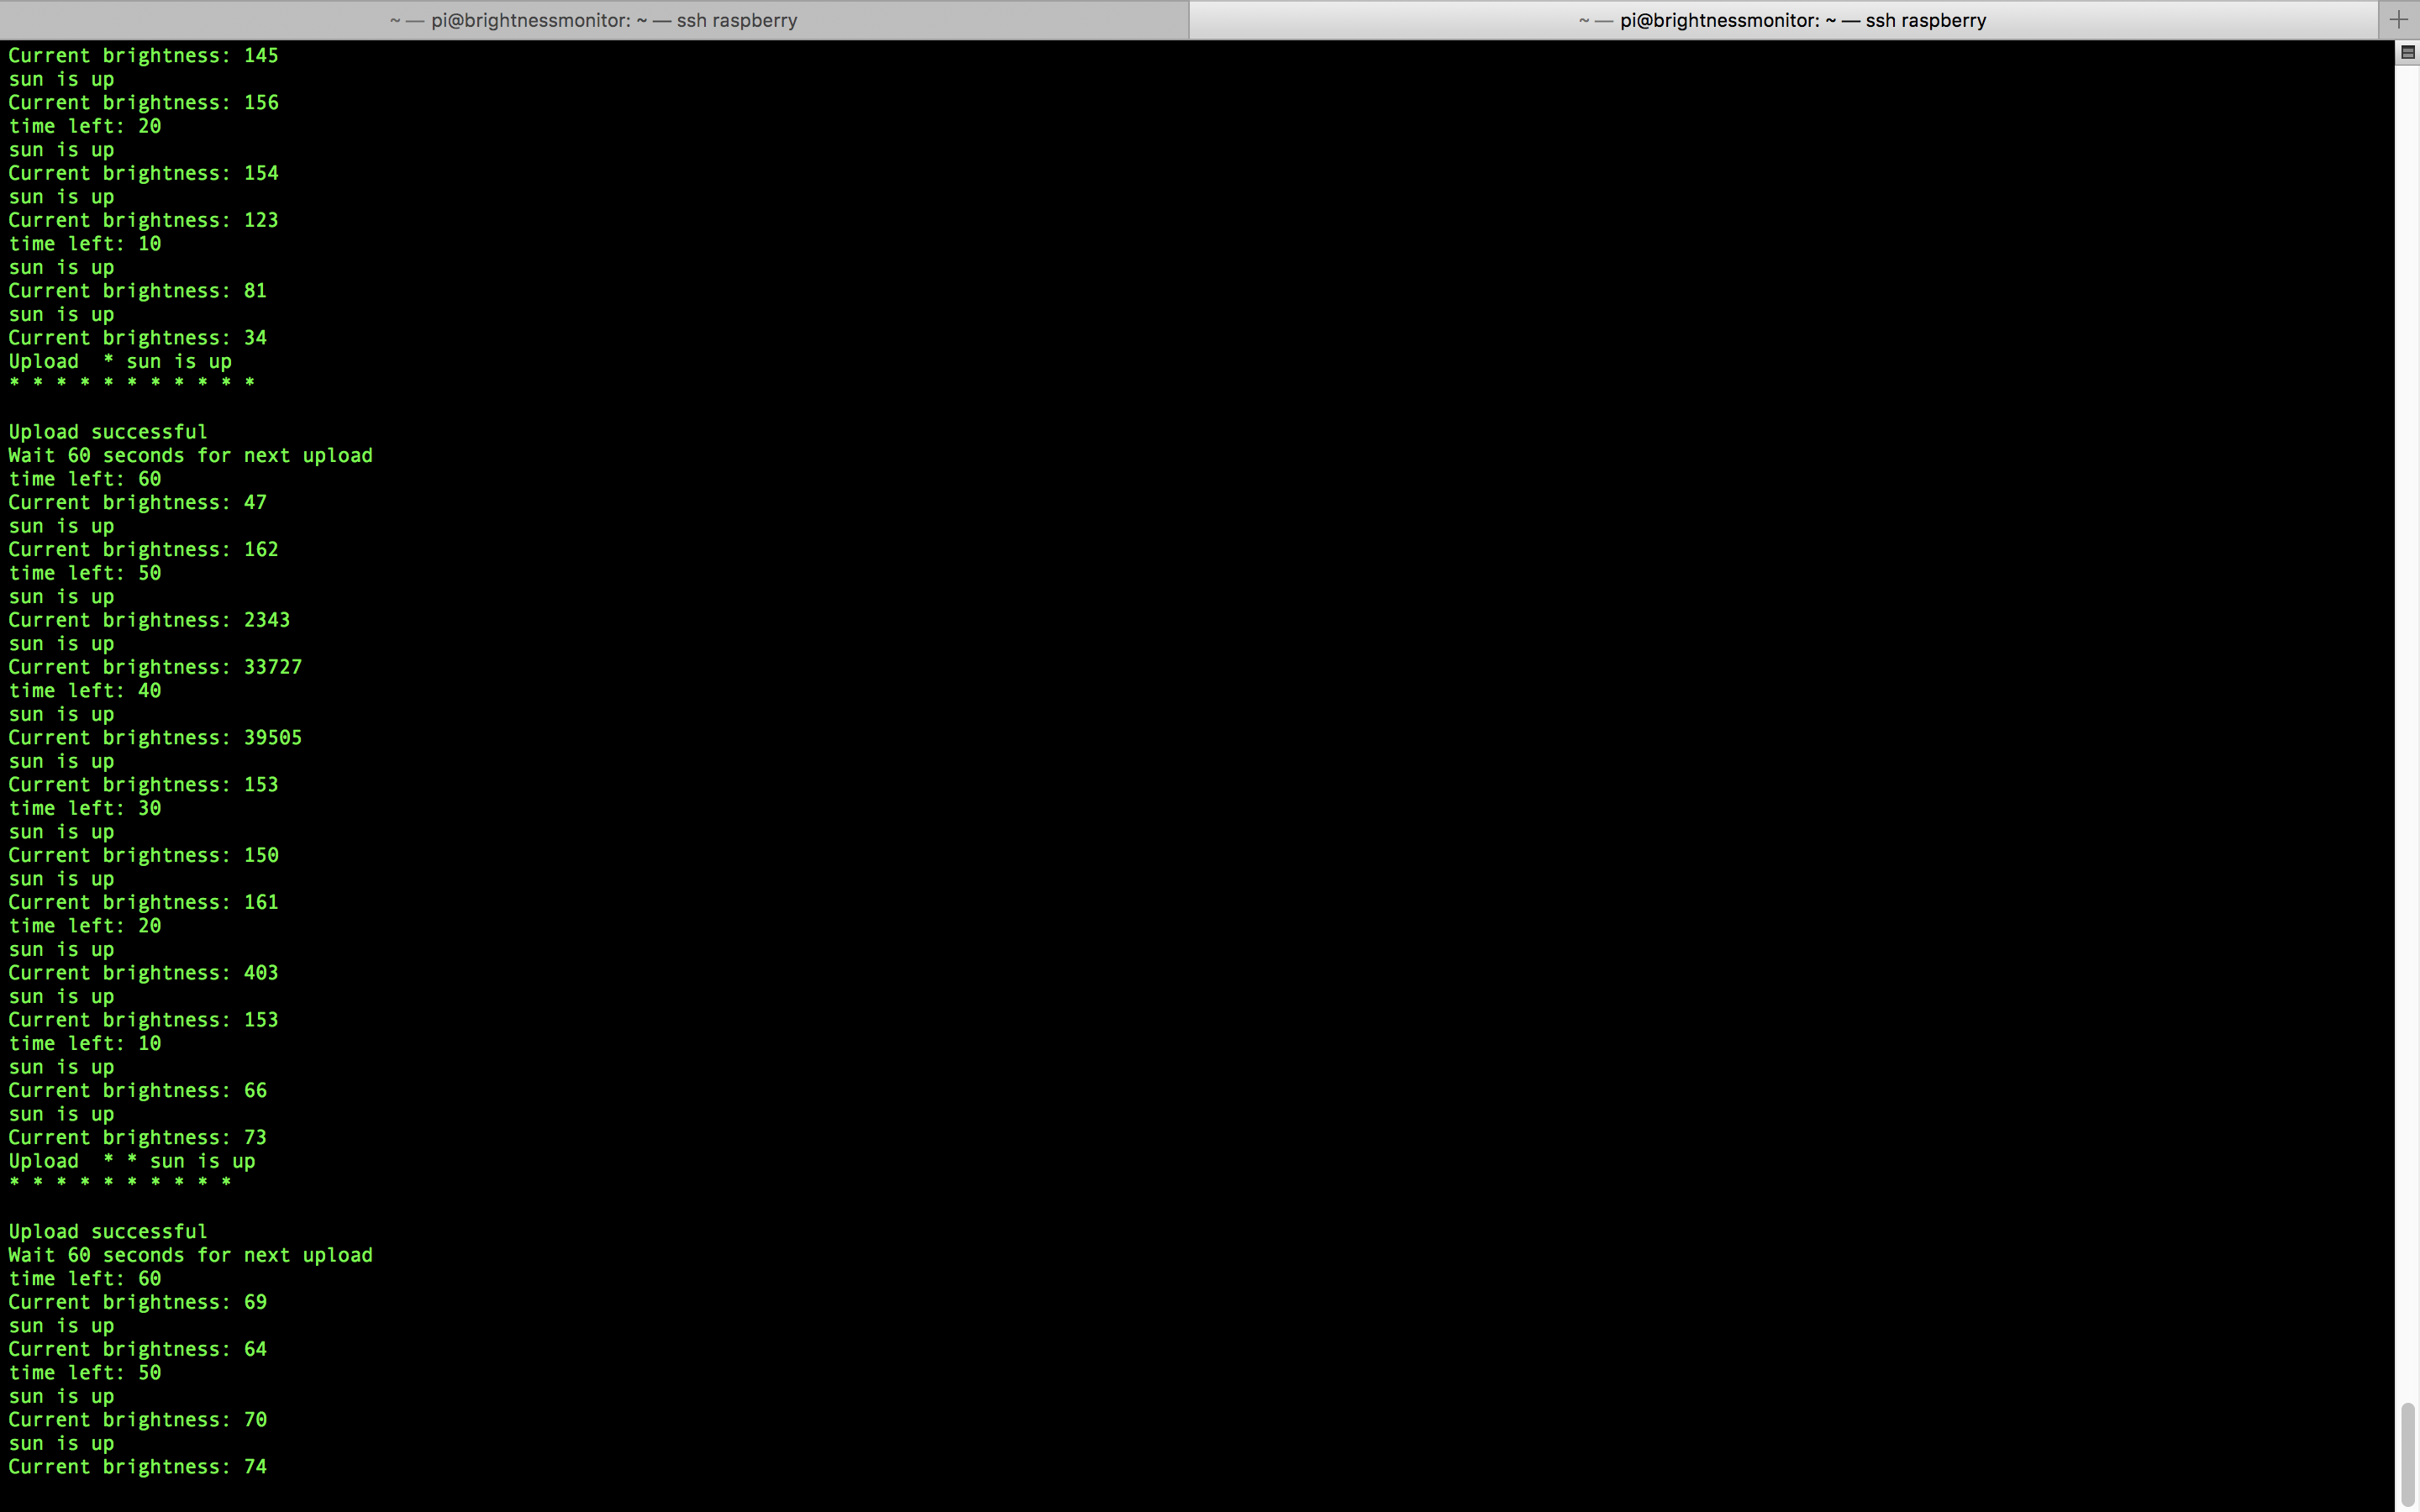 ~ — pi@brightnessmonitor: ~ — ssh raspberry
~ — pi@brightnessmonitor: ~ — ssh raspberry
Current brightness: 145
sun is up
Current brightness: 156
time left: 20
sun is up
Current brightness: 154
sun is up
Current brightness: 123
time left: 10
sun is up
Current brightness: 81
sun is up
Current brightness: 34
Upload  * sun is up
* * * * * * * * * * *

Upload successful
Wait 60 seconds for next upload
time left: 60
Current brightness: 47
sun is up
Current brightness: 162
time left: 50
sun is up
Current brightness: 2343
sun is up
Current brightness: 33727
time left: 40
sun is up
Current brightness: 39505
sun is up
Current brightness: 153
time left: 30
sun is up
Current brightness: 150
sun is up
Current brightness: 161
time left: 20
sun is up
Current brightness: 403
sun is up
Current brightness: 153
time left: 10
sun is up
Current brightness: 66
sun is up
Current brightness: 73
Upload  * * sun is up
* * * * * * * * * *

Upload successful
Wait 60 seconds for next upload
time left: 60
Current brightness: 69
sun is up
Current brightness: 64
time left: 50
sun is up
Current brightness: 70
sun is up
Current brightness: 74